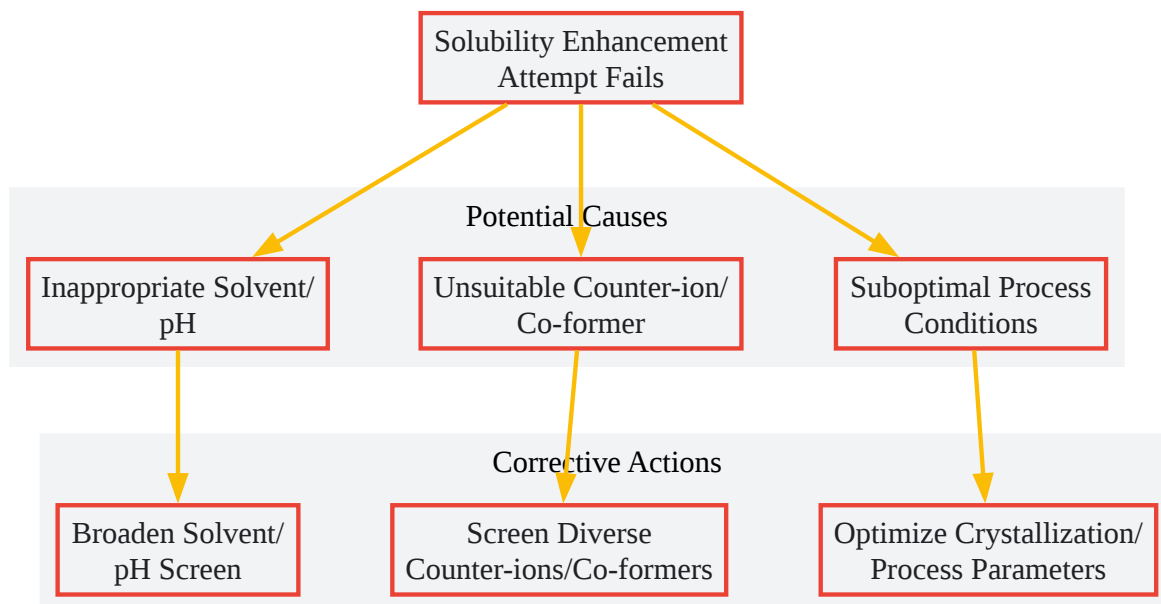 Solubility Enhancement
Attempt Fails
Potential Causes
Inappropriate Solvent/
pH
Unsuitable Counter-ion/
Co-former
Suboptimal Process
Conditions
Corrective Actions
Broaden Solvent/
pH Screen
Screen Diverse
Counter-ions/Co-formers
Optimize Crystallization/
Process Parameters